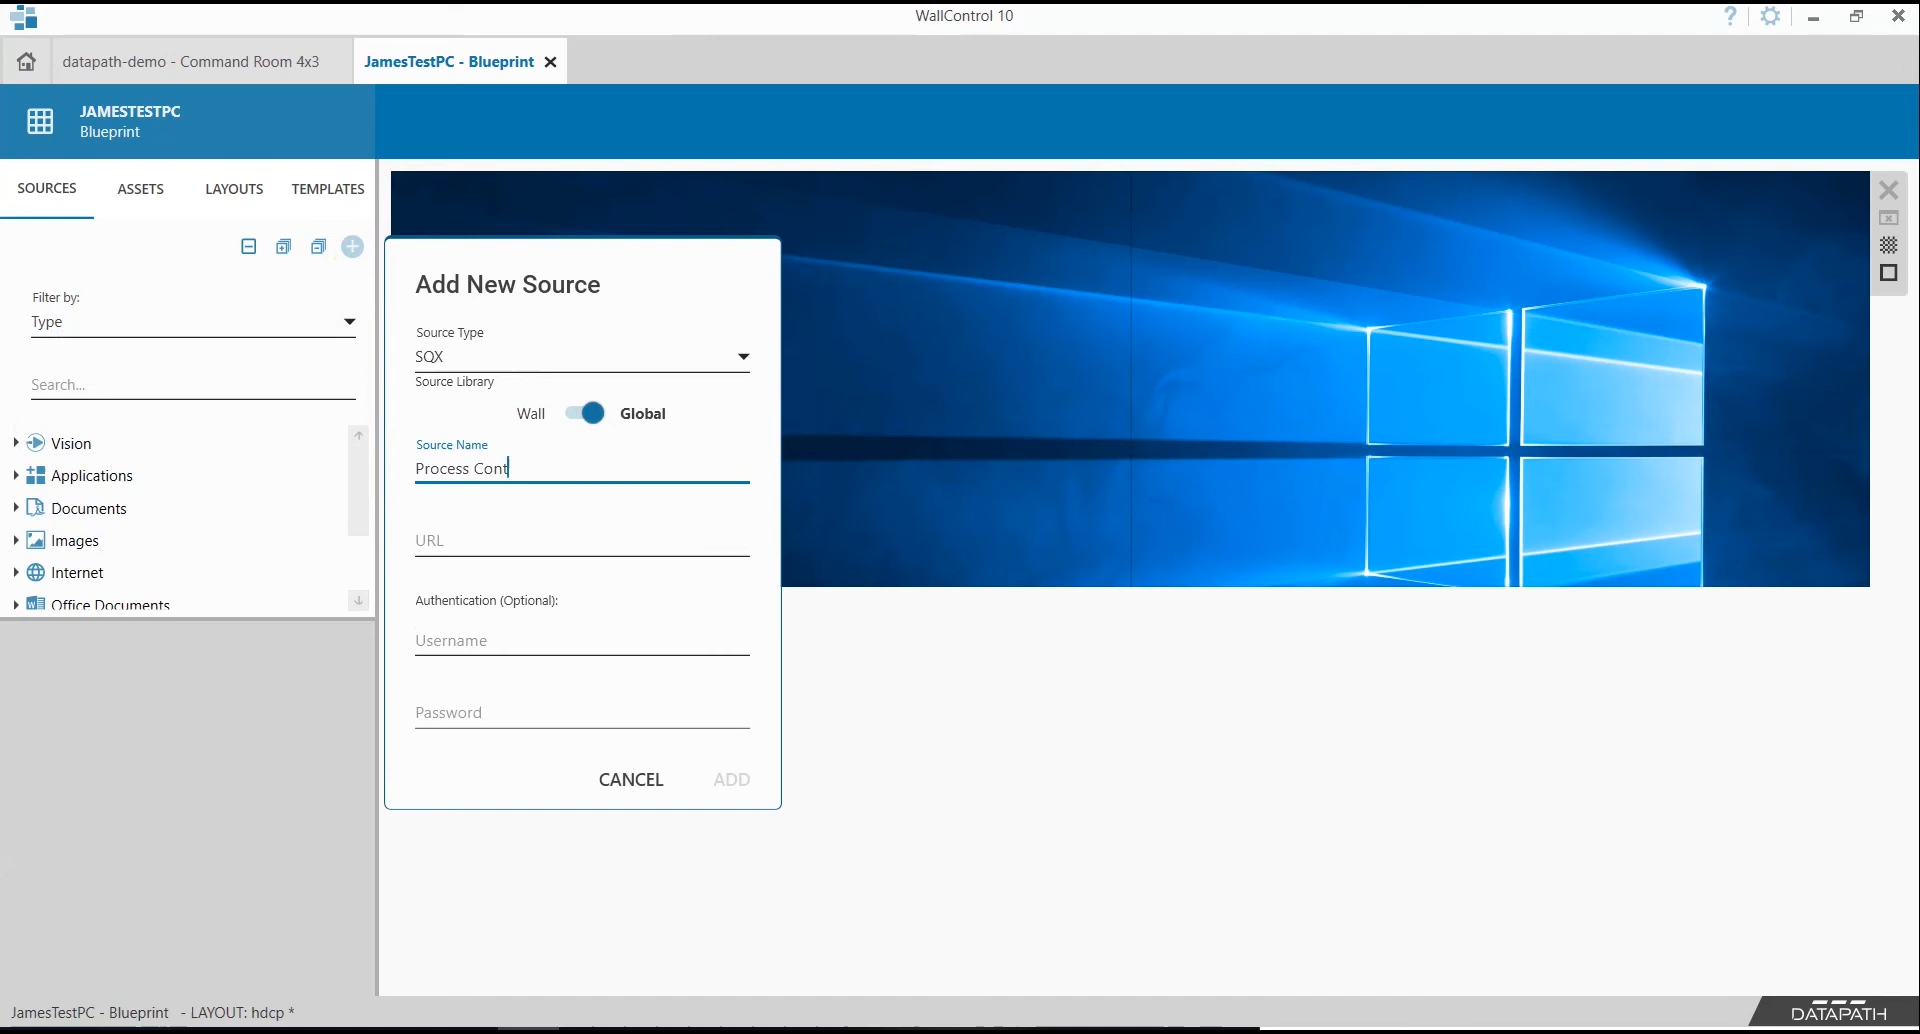 WallControl 10
datapath-demo - Command Room 4x3
JamesTestPC - Blueprint
JAMESTESTPC
Blueprint
SOURCES ASSETS LAYOUTS TEMPLATES
Filter by:
Type
Search...
Vision
Applications
Documents
Images
Internet
Office Documents
Add New Source
Source Type
SQX
Source Library
Wall Global
Source Name
Process Cont
URL
Authentication (Optional):
Username
Password
CANCEL ADD
JamesTestPC - Blueprint - LAYOUT: hdcp *
DATAPATH